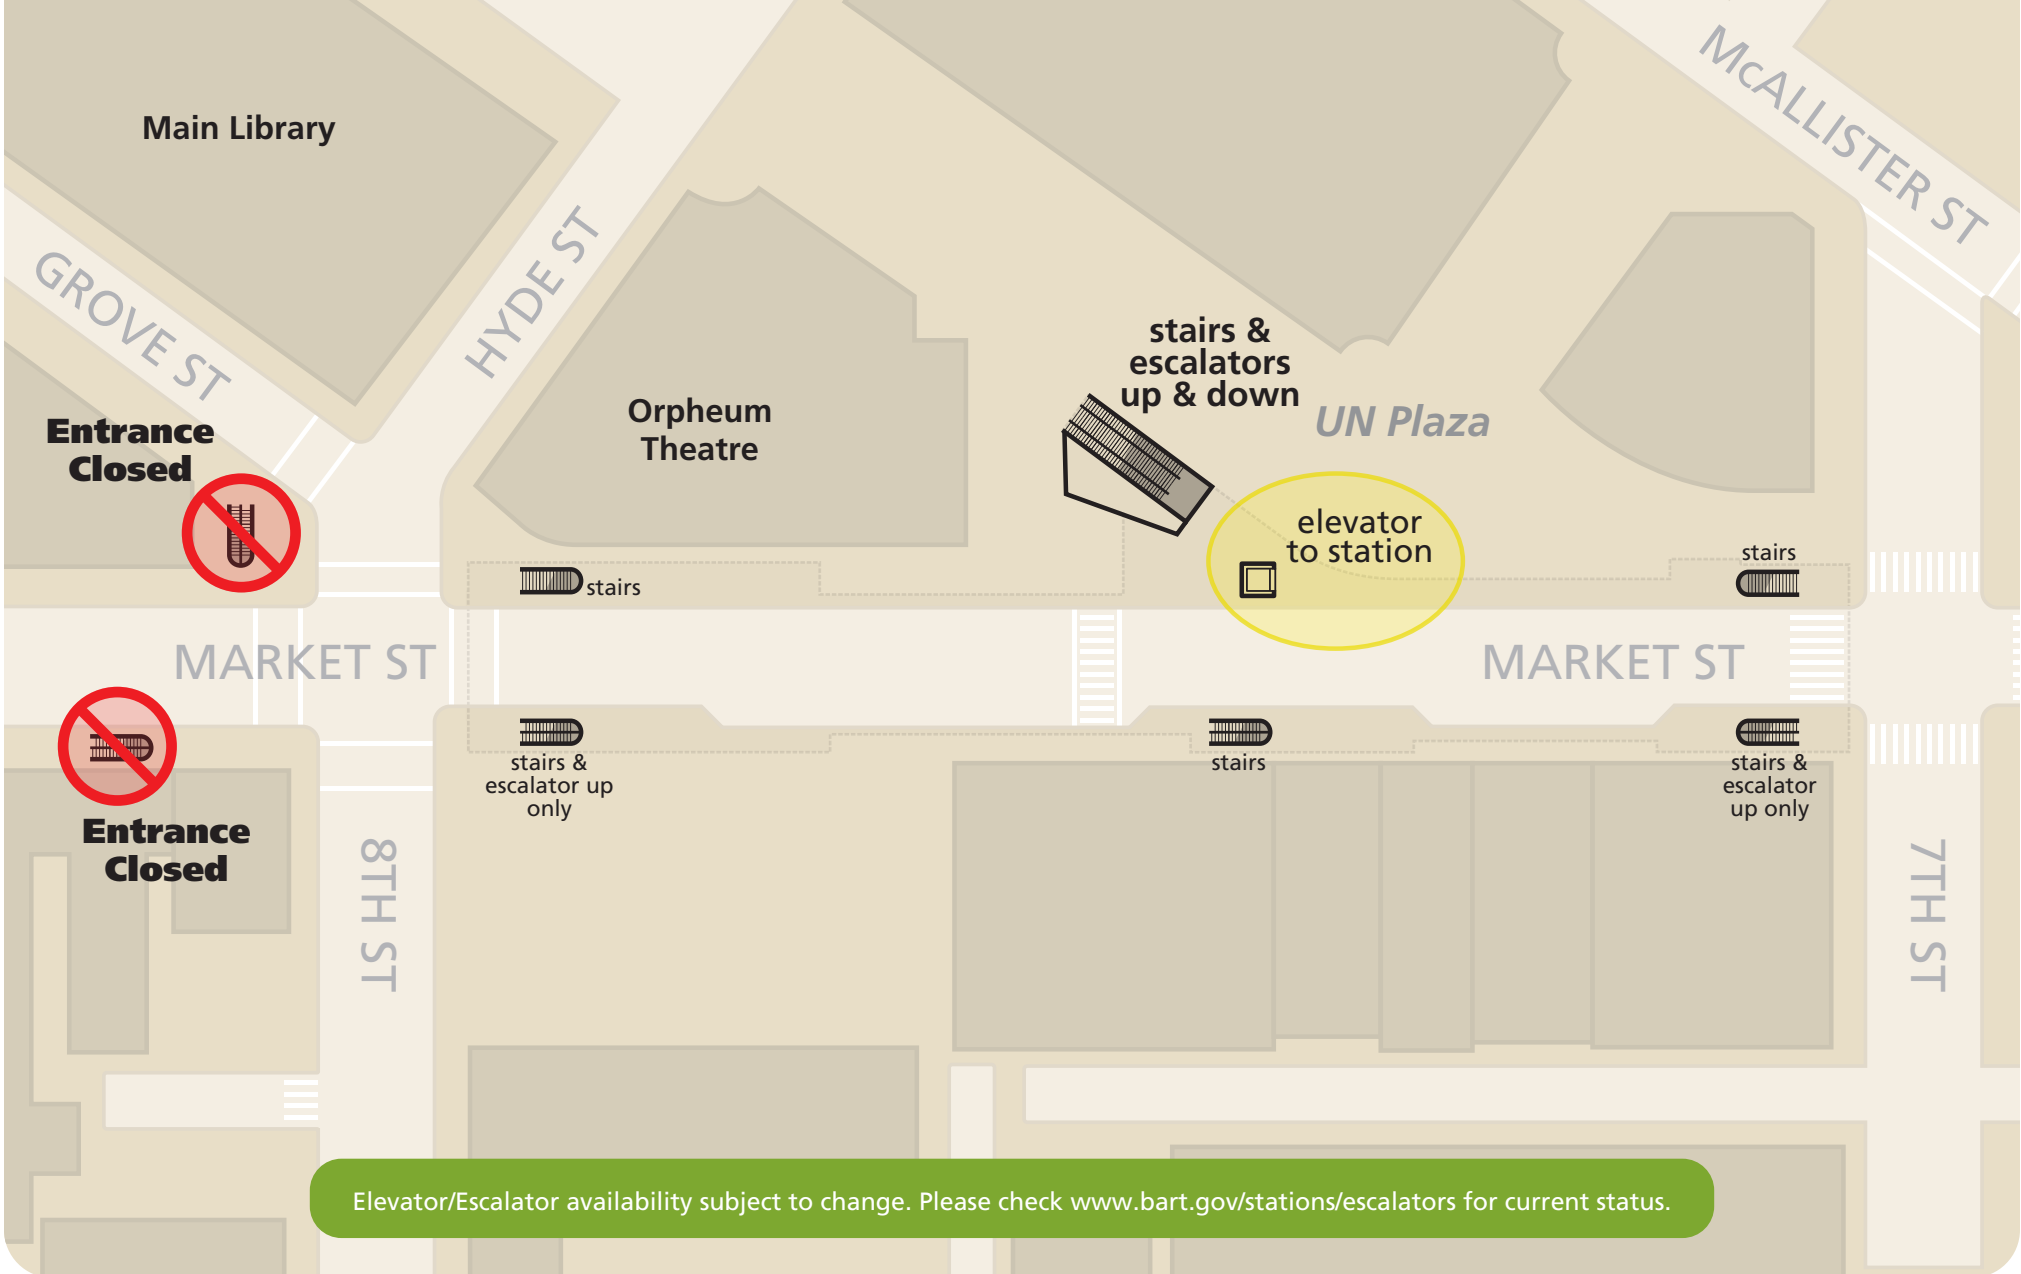 McALLISTER ST
Main Library
HYDE ST
GROVE ST
stairs &
escalators
up & down
UN Plaza
Orpheum
Theatre
Entrance
Closed
elevator
to station
stairs
stairs
MARKET ST
MARKET ST
stairs &
escalator up
only
stairs
stairs &
escalator
up only
Entrance
Closed
8TH ST
7TH ST
Elevator/Escalator availability subject to change. Please check www.bart.gov/stations/escalators for current status.